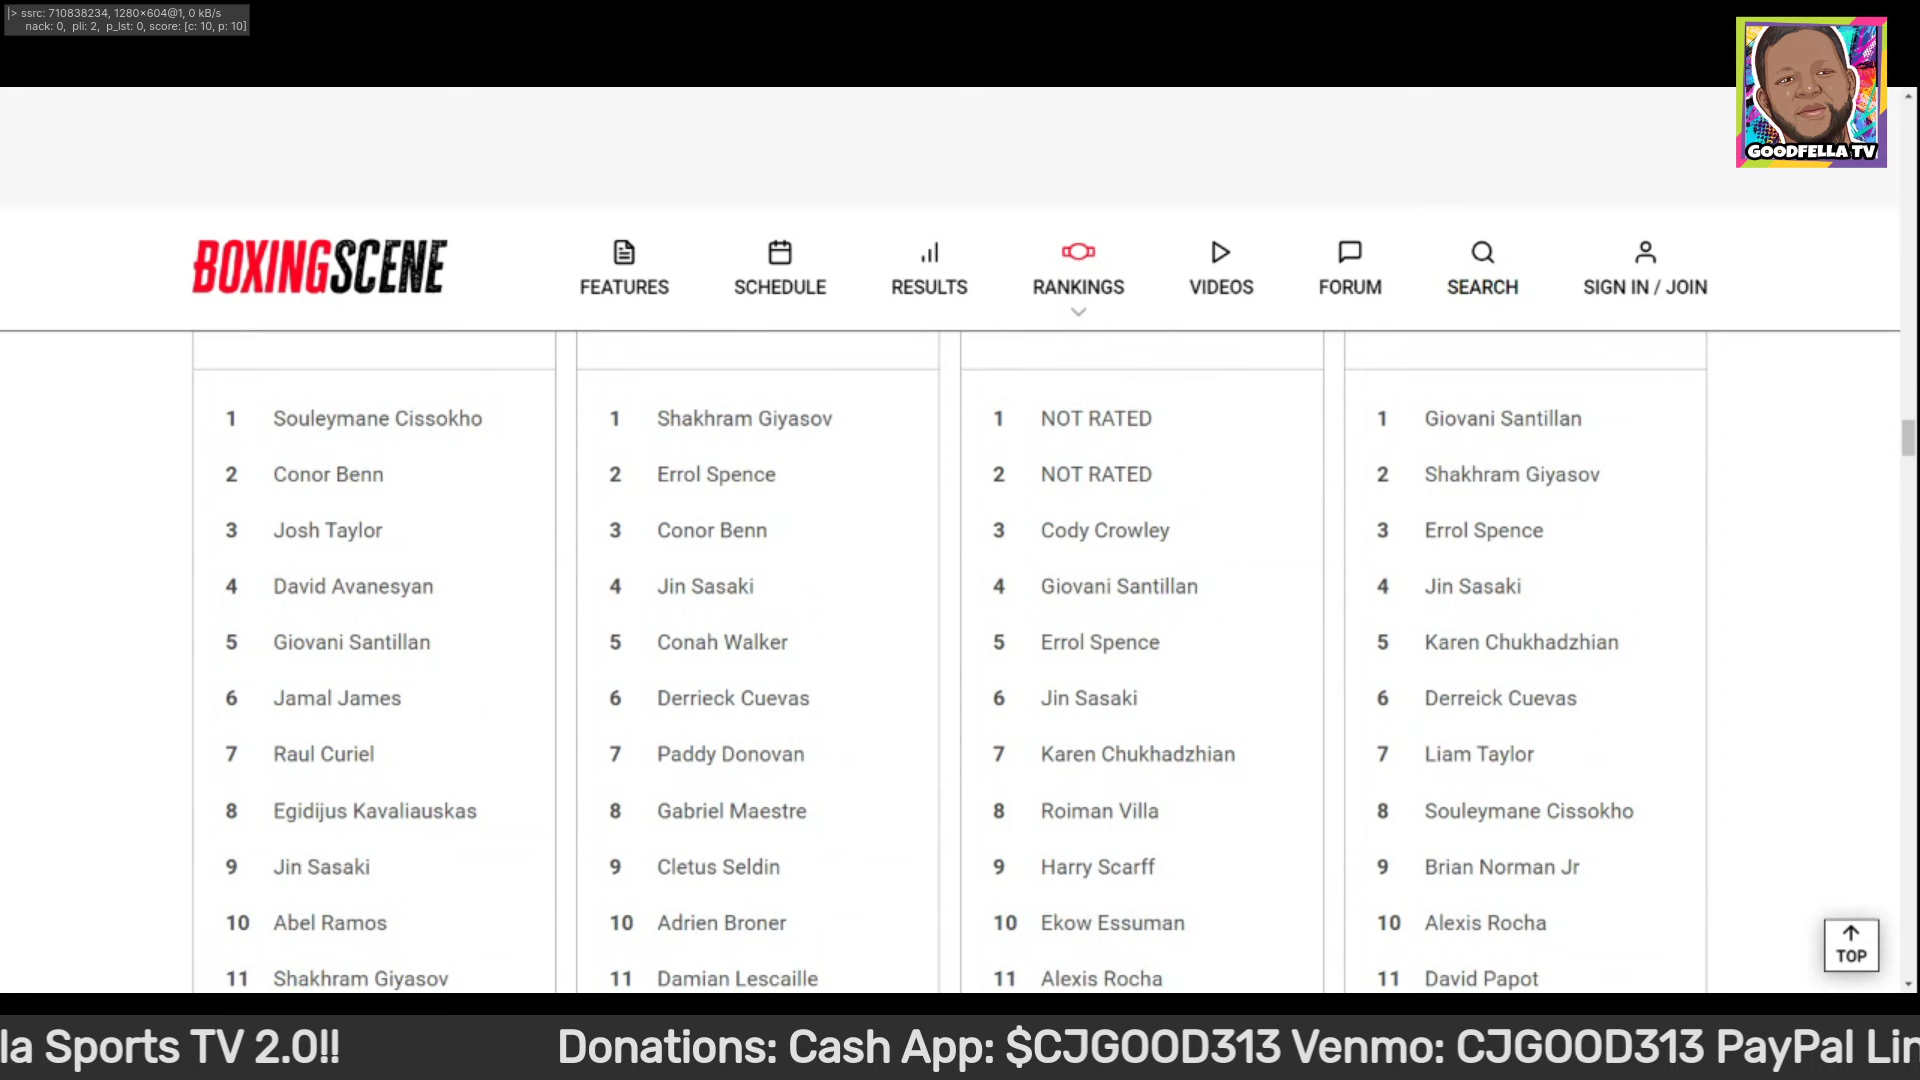 |> ssrc: 710838234, 1280×604@1, 0 kB/s
nack: 0, pli: 2, p_lst: 0, score: [c: 10, p: 10]
GOODFELLA TV
BOXINGSCENE
FEATURES
SCHEDULE
RESULTS
RANKINGS
VIDEOS
FORUM
SEARCH
SIGN IN / JOIN
1 Souleymane Cissokho
2 Conor Benn
3 Josh Taylor
4 David Avanesyan
5 Giovani Santillan
6 Jamal James
7 Raul Curiel
8 Egidijus Kavaliauskas
9 Jin Sasaki
10 Abel Ramos
11 Shakhram Giyasov
1 Shakhram Giyasov
2 Errol Spence
3 Conor Benn
4 Jin Sasaki
5 Conah Walker
6 Derrieck Cuevas
7 Paddy Donovan
8 Gabriel Maestre
9 Cletus Seldin
10 Adrien Broner
11 Damian Lescaille
1 NOT RATED
2 NOT RATED
3 Cody Crowley
4 Giovani Santillan
5 Errol Spence
6 Jin Sasaki
7 Karen Chukhadzhian
8 Roiman Villa
9 Harry Scarff
10 Ekow Essuman
11 Alexis Rocha
1 Giovani Santillan
2 Shakhram Giyasov
3 Errol Spence
4 Jin Sasaki
5 Karen Chukhadzhian
6 Derreick Cuevas
7 Liam Taylor
8 Souleymane Cissokho
9 Brian Norman Jr
10 Alexis Rocha
11 David Papot
TOP
la Sports TV 2.0!! Donations: Cash App: $CJGOOD313 Venmo: CJGOOD313 PayPal Lin